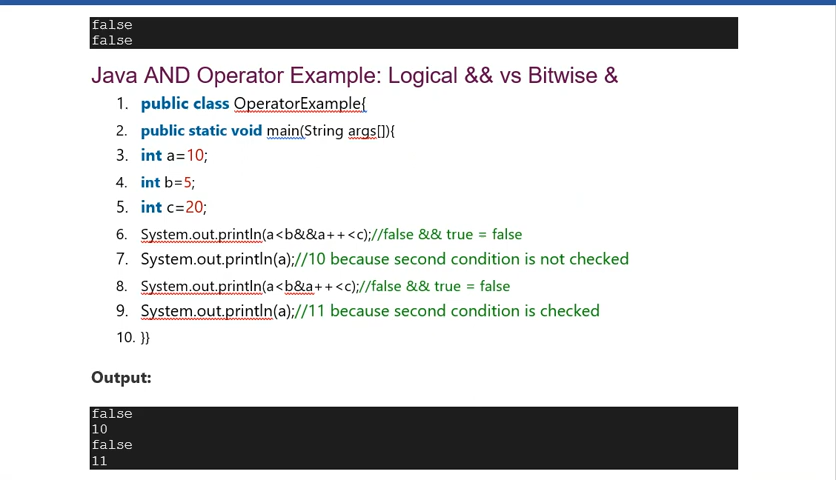 false
false
Java AND Operator Example: Logical && vs Bitwise &
1. public class OperatorExample{
2. public static void main(String args[]){
3. int a=10;
4. int b=5;
5. int c=20;
6. System.out.println(a<b&&a++<c);//false && true = false
7. System.out.println(a);//10 because second condition is not checked
8. System.out.println(a<b&a++<c);//false && true = false
9. System.out.println(a);//11 because second condition is checked
10. }}
Output:
false
10
false
11